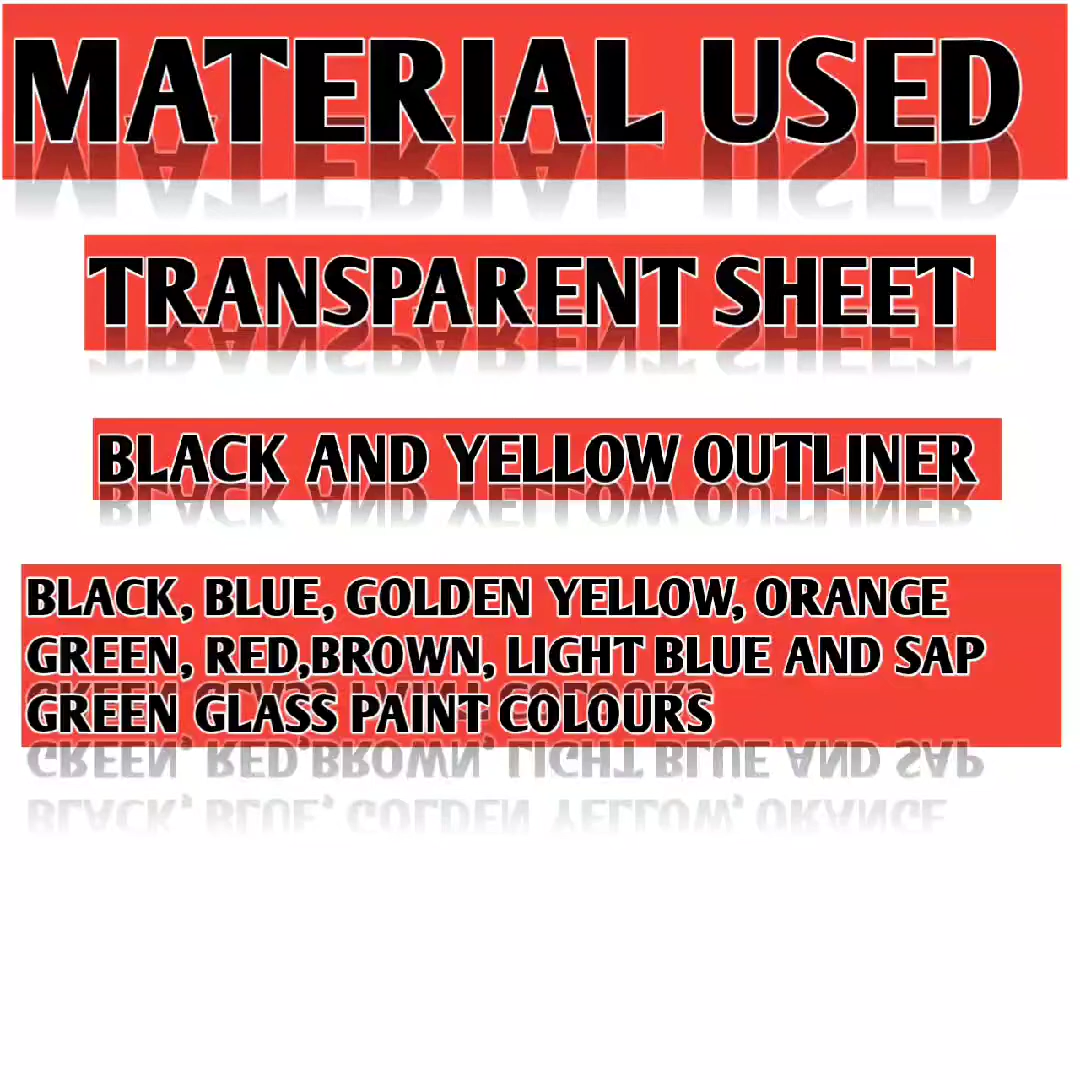 MATERIAL USED
TRANSPARENT SHEET
BLACK AND YELLOW OUTLINER
BLACK, BLUE, GOLDEN YELLOW, ORANGE
GREEN, RED,BROWN, LIGHT BLUE AND SAP
GREEN GLASS PAINT COLOURS